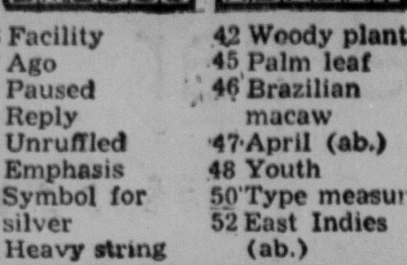 Facility
Ago
Paused
Reply
Unruffled
Emphasis
Symbol for
silver
Heavy string
42 Woody plant
45 Palm leaf
46 Brazilian
macaw
47 April (ab.)
48 Youth
50 Type measur
52 East Indies
(ab.)